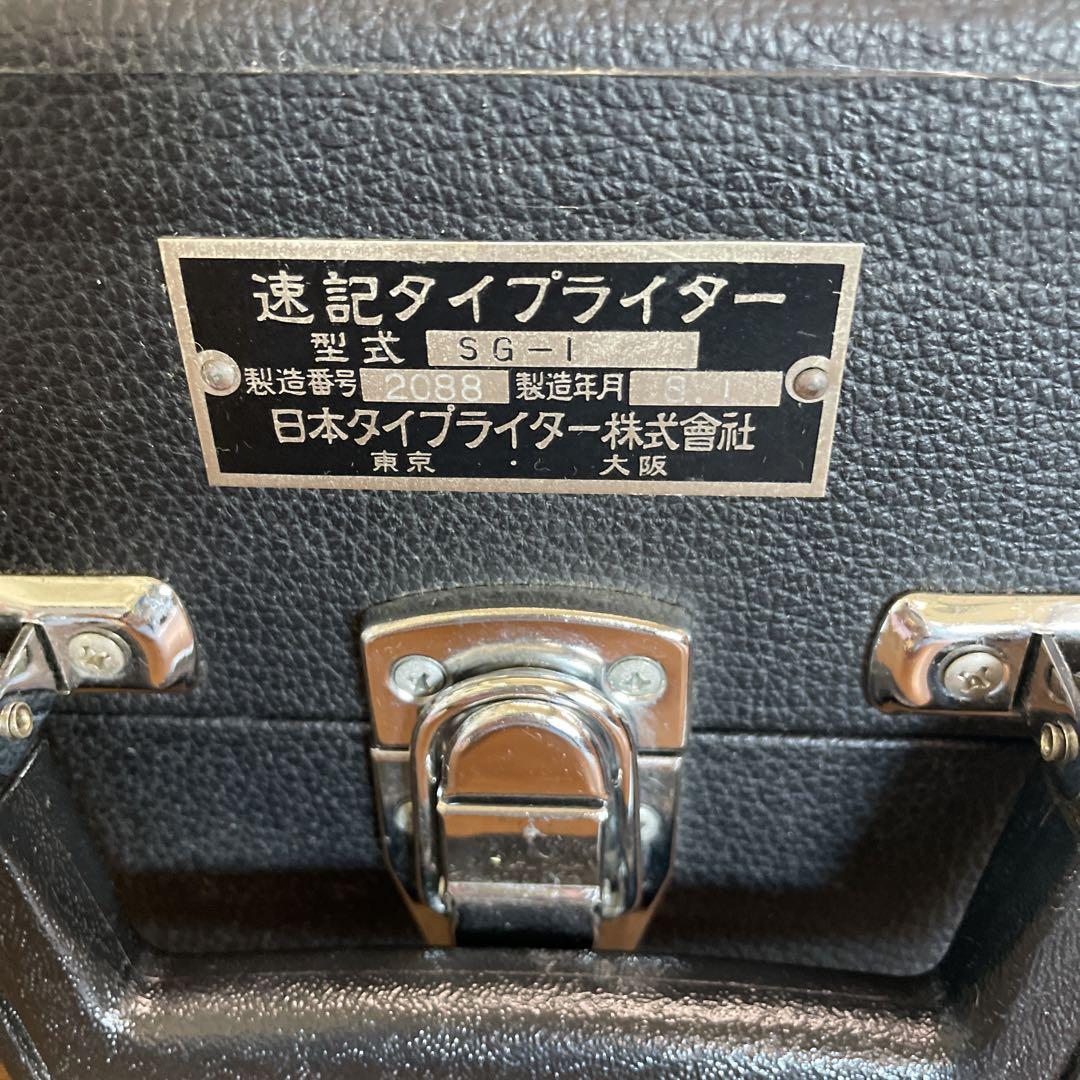 速記タイプライター
型式 SG-1
製造番号 2088 製造年月 8.1
日本タイプライター株式會社
東京・大阪